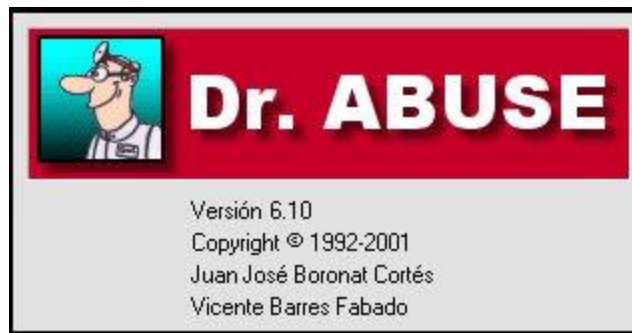 Dr. ABUSE
Versión 6.10
Copyright © 1992-2001
Juan José Boronat Cortés
Vicente Barres Fabado